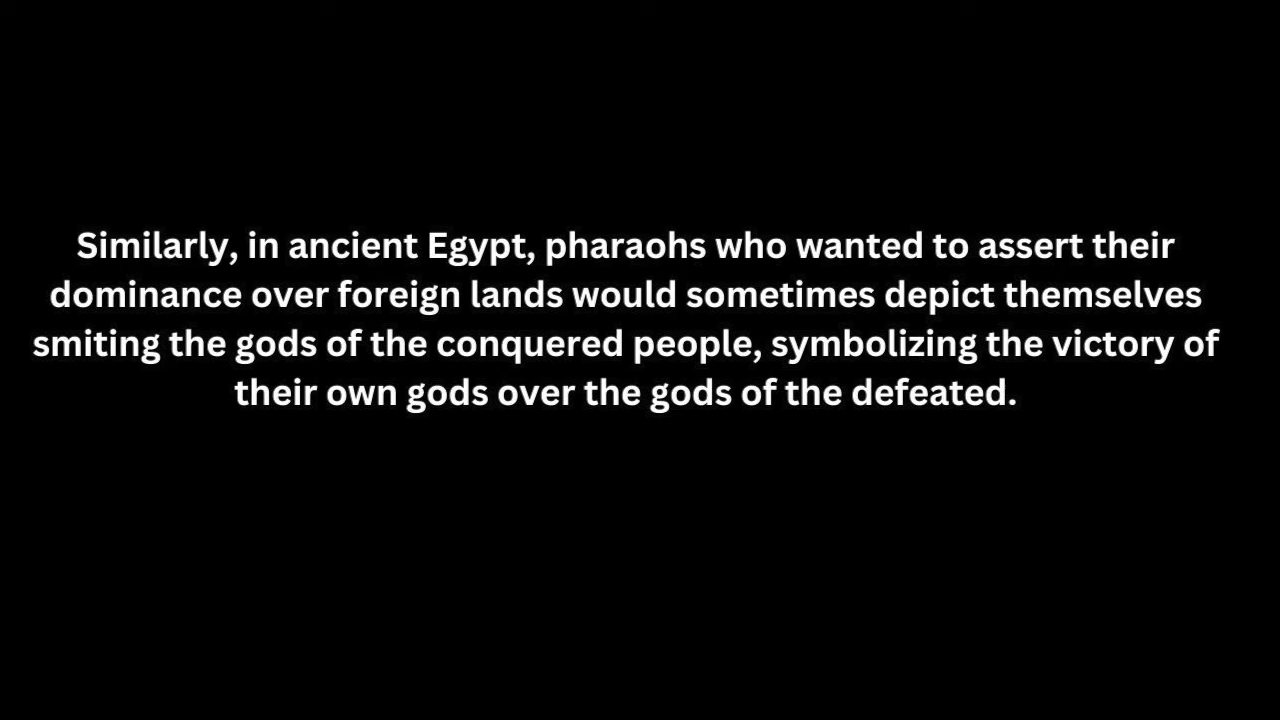 Similarly, in ancient Egypt, pharaohs who wanted to assert their
dominance over foreign lands would sometimes depict themselves
smiting the gods of the conquered people, symbolizing the victory of
their own gods over the gods of the defeated.